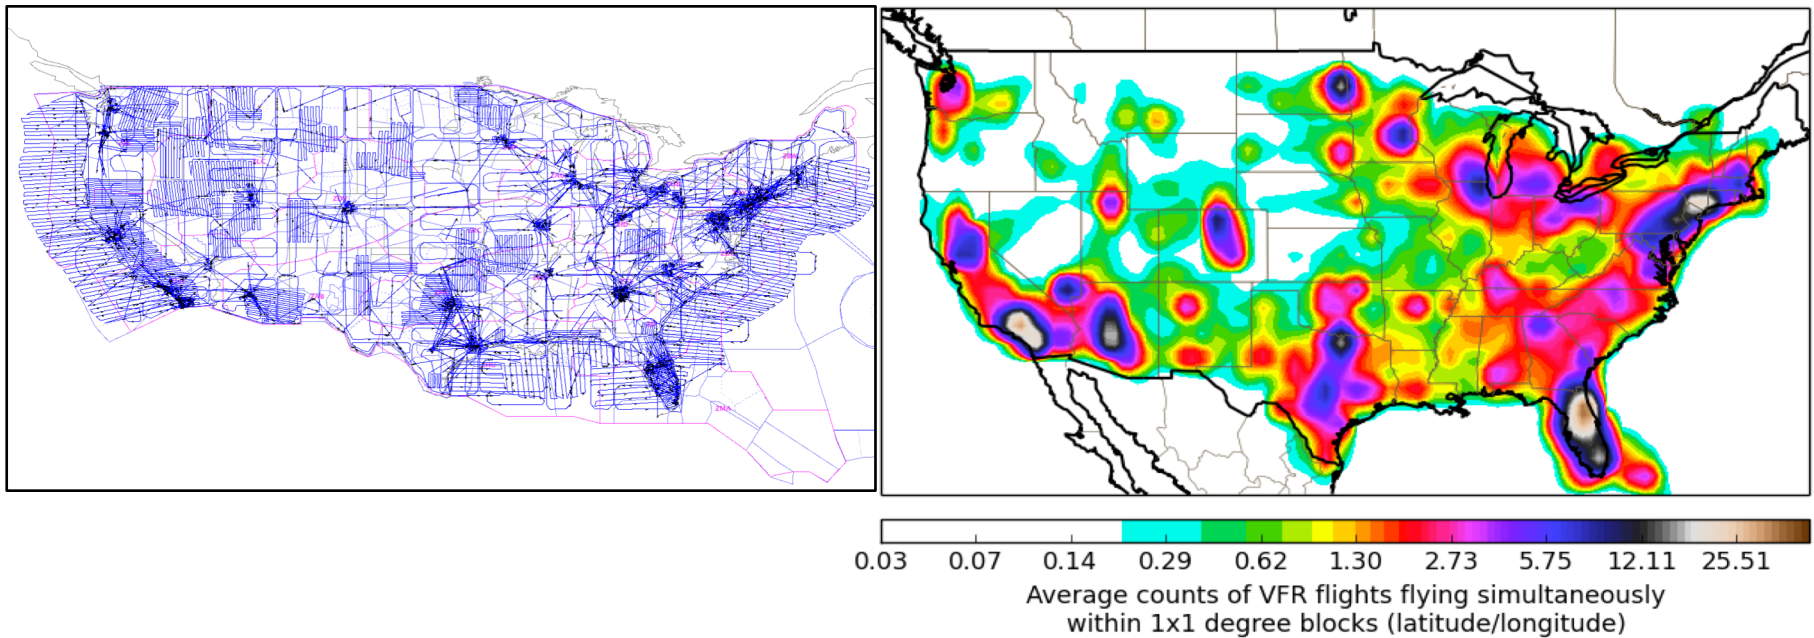 ZMA
0.03 0.07 0.14 0.29 0.62 1.30 2.73 5.75 12.11 25.51
Average counts of VFR flights flying simultaneously
within 1x1 degree blocks (latitude/longitude)